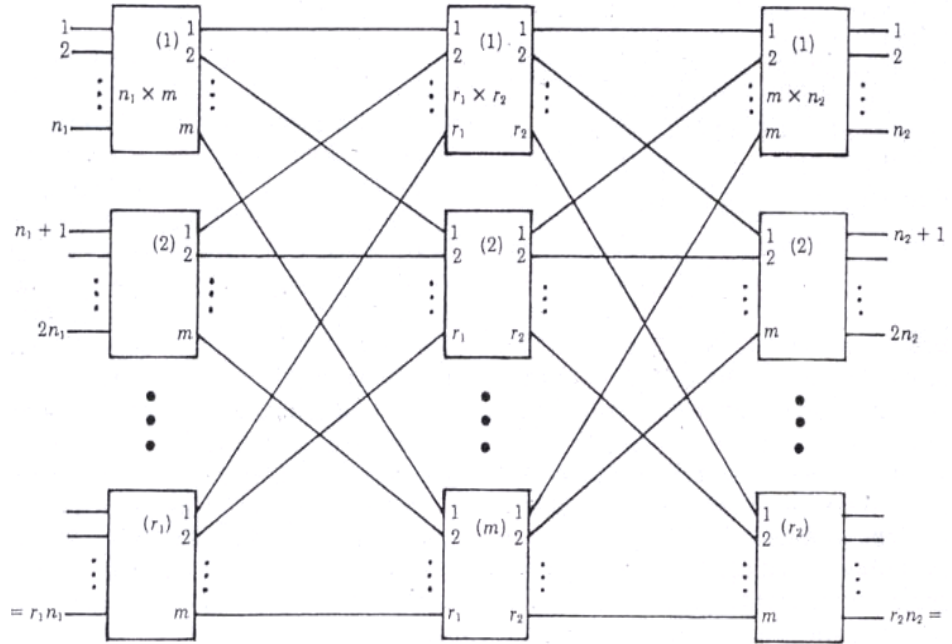 1 (1) 1 1 (1) 1 1 (1) 1
2 2 2 2 2 2
n₁ × m r₁ × r₂ m × n₂
n₁ m r₁ r₂ m n₂
n₁ + 1 (2) 1 1 (2) 1 1 (2) n₂ + 1
2 2 2 2
2n₁ m r₁ r₂ m 2n₂
(r₁) 1 1 (m) 1 1 (r₂)
2 2 2 2
= r₁n₁ m r₁ r₂ m r₂n₂ =